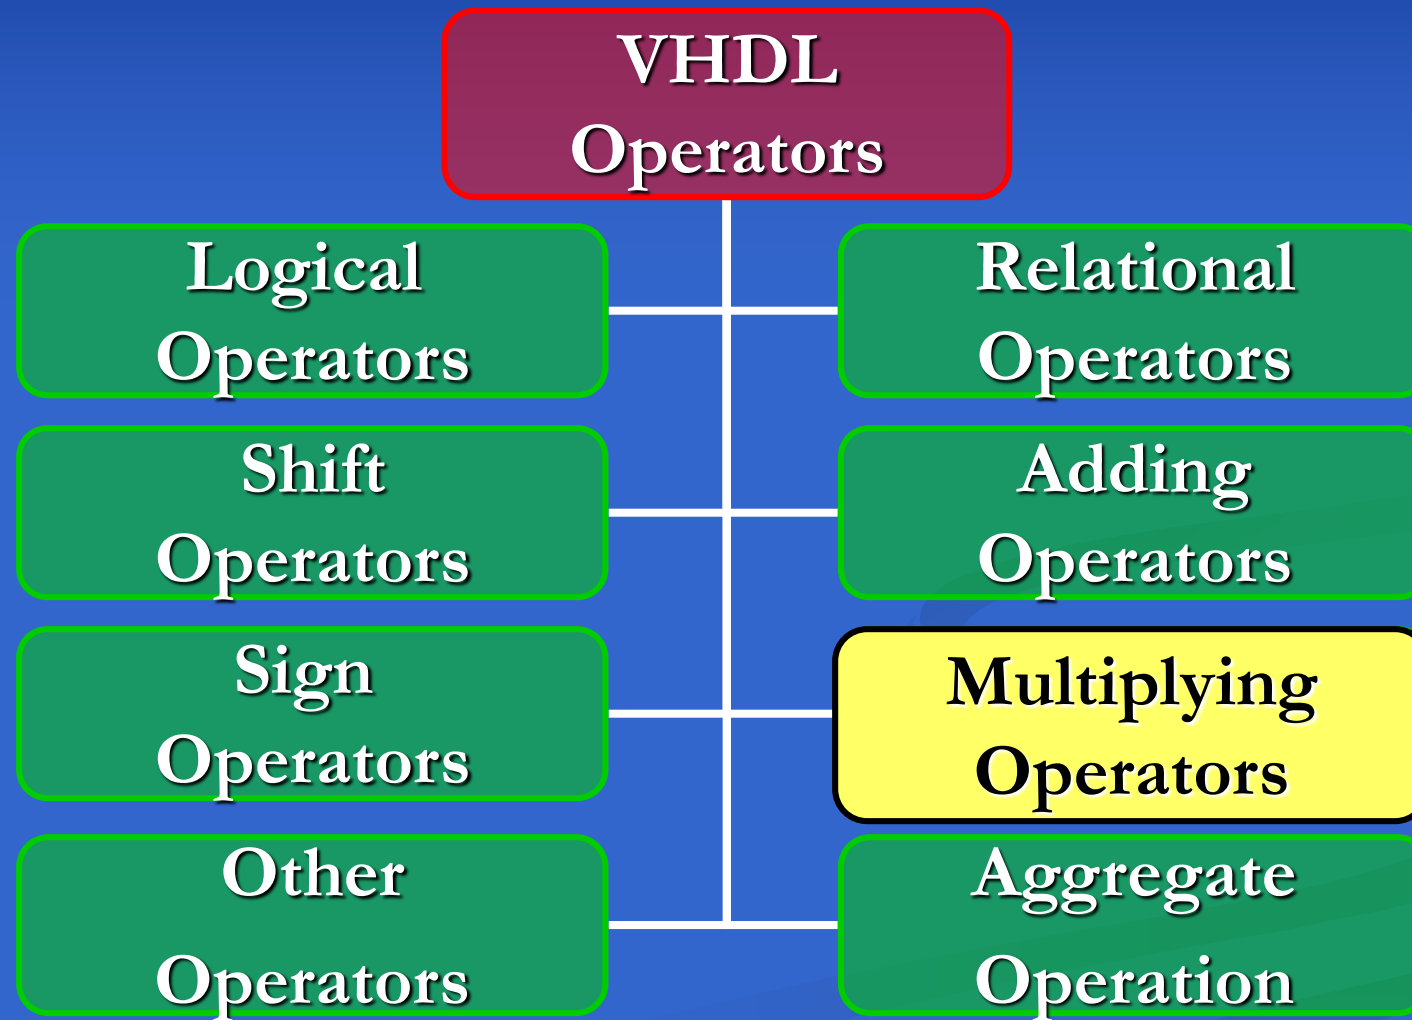 VHDL
Operators
Logical
Operators
Relational
Operators
Shift
Operators
Adding
Operators
Sign
Operators
Multiplying
Operators
Other
Operators
Aggregate
Operation